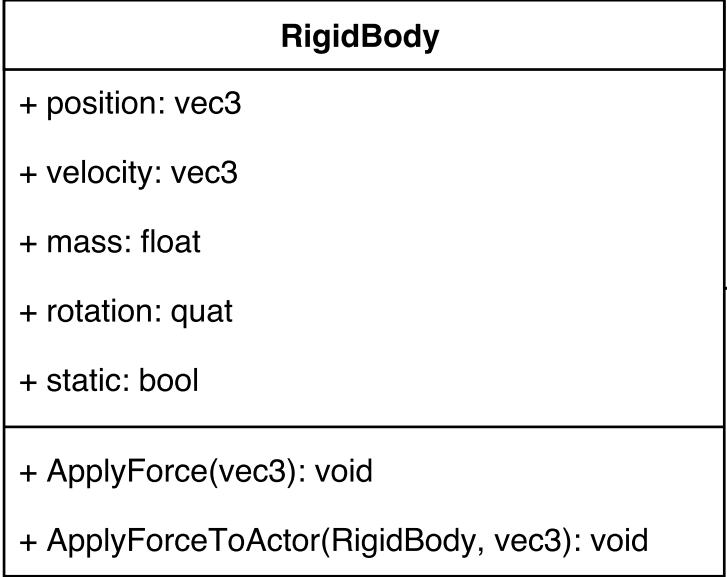 RigidBody
+ position: vec3
+ velocity: vec3
+ mass: float
+ rotation: quat
+ static: bool
+ ApplyForce(vec3): void
+ ApplyForceToActor(RigidBody, vec3): void